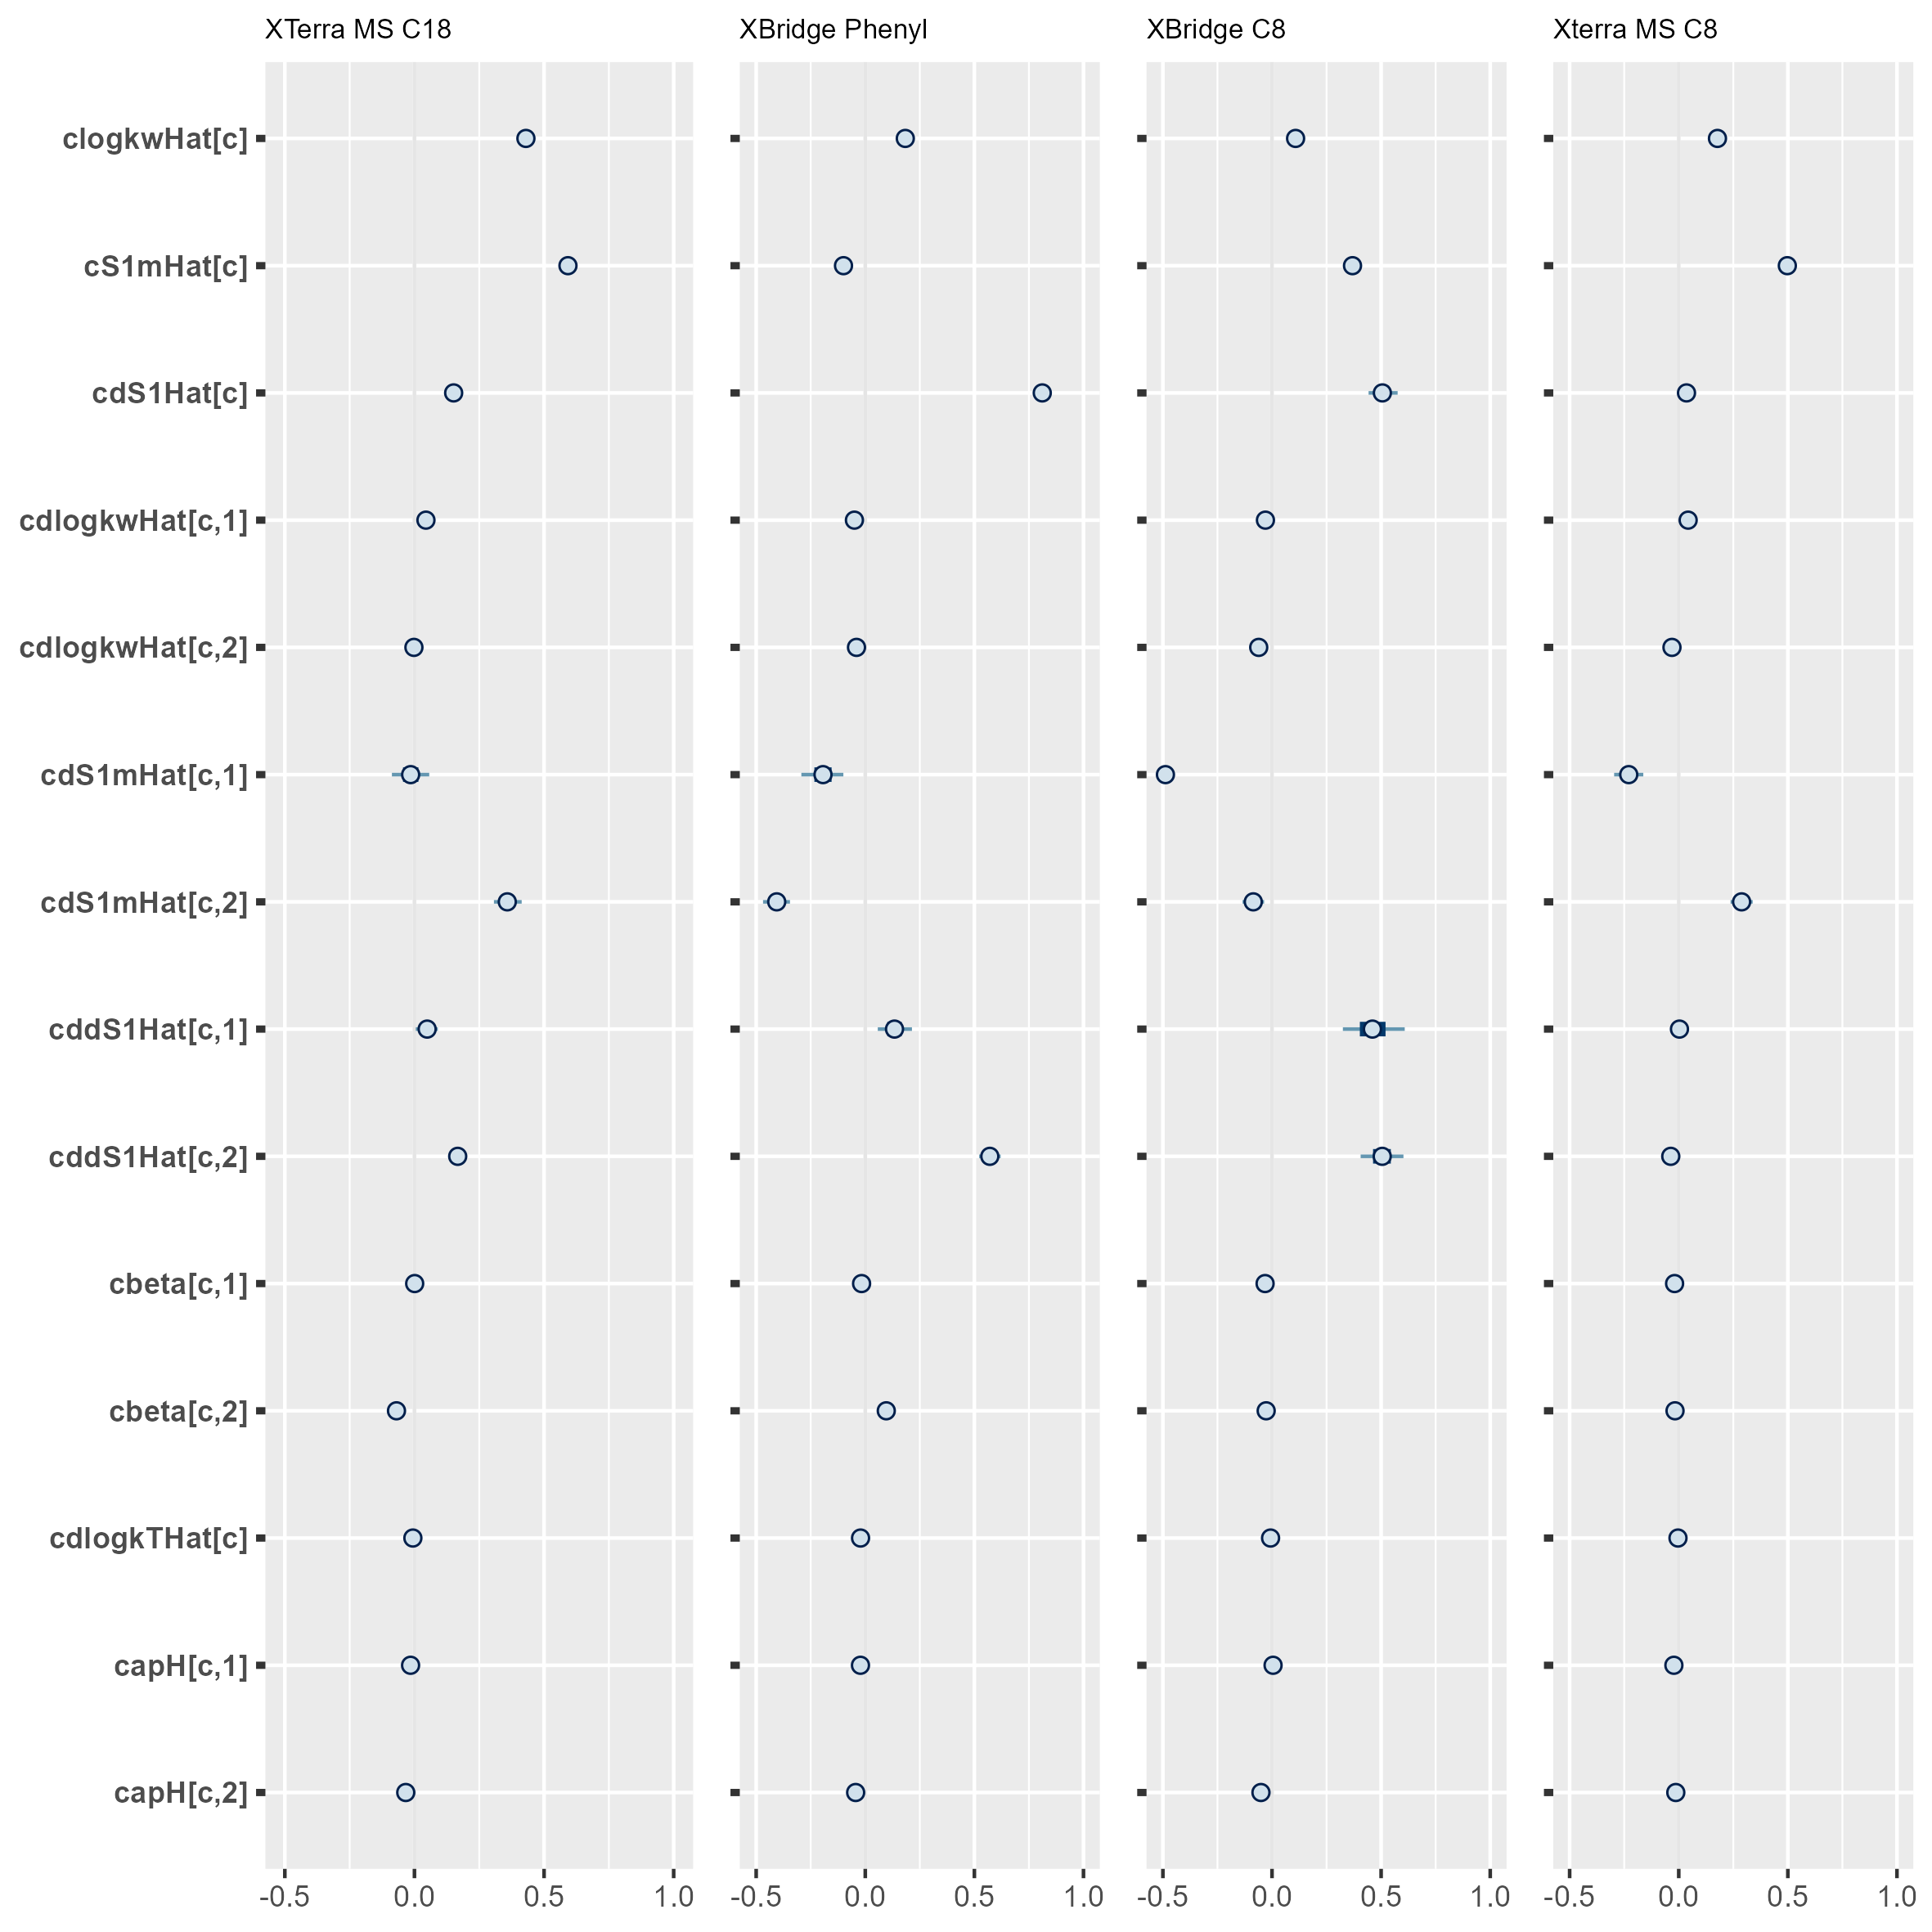 XTerra MS C18 XBridge Phenyl XBridge C8 Xterra MS C8
clogkwHat[c]
cS1mHat[c]
cdS1Hat[c]
cdlogkwHat[c,1]
cdlogkwHat[c,2]
cdS1mHat[c,1]
cdS1mHat[c,2]
cddS1Hat[c,1]
cddS1Hat[c,2]
cbeta[c,1]
cbeta[c,2]
cdlogkTHat[c]
capH[c,1]
capH[c,2]
-0.5 0.0 0.5 1.0 -0.5 0.0 0.5 1.0 -0.5 0.0 0.5 1.0 -0.5 0.0 0.5 1.0